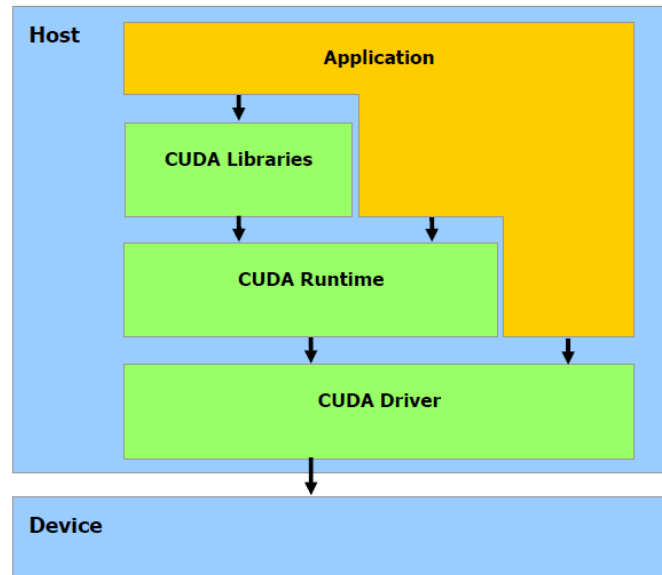 Host
Application
CUDA Libraries
CUDA Runtime
CUDA Driver
Device